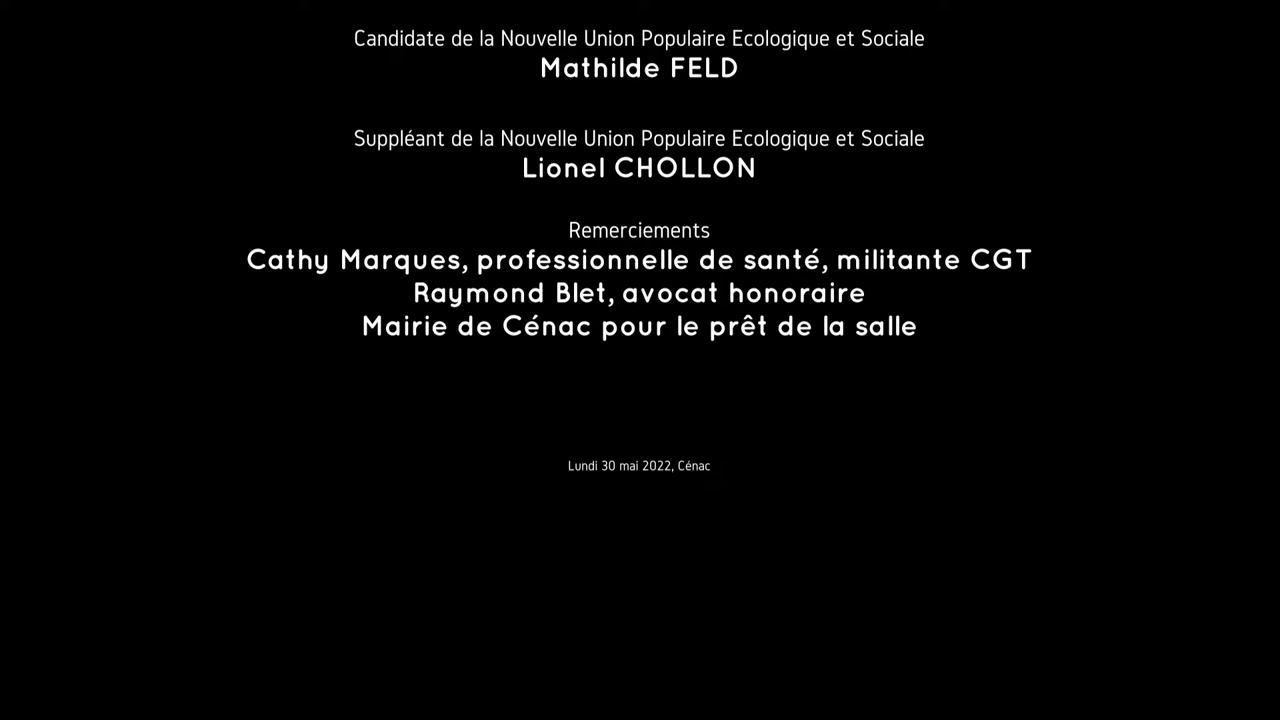 Candidate de la Nouvelle Union Populaire Ecologique et Sociale
Mathilde FELD
Suppléant de la Nouvelle Union Populaire Ecologique et Sociale
Lionel CHOLLON
Remerciements
Cathy Marques, professionnelle de santé, militante CGT
Raymond Blet, avocat honoraire
Mairie de Cénac pour le prêt de la salle
Lundi 30 mai 2022, Cénac